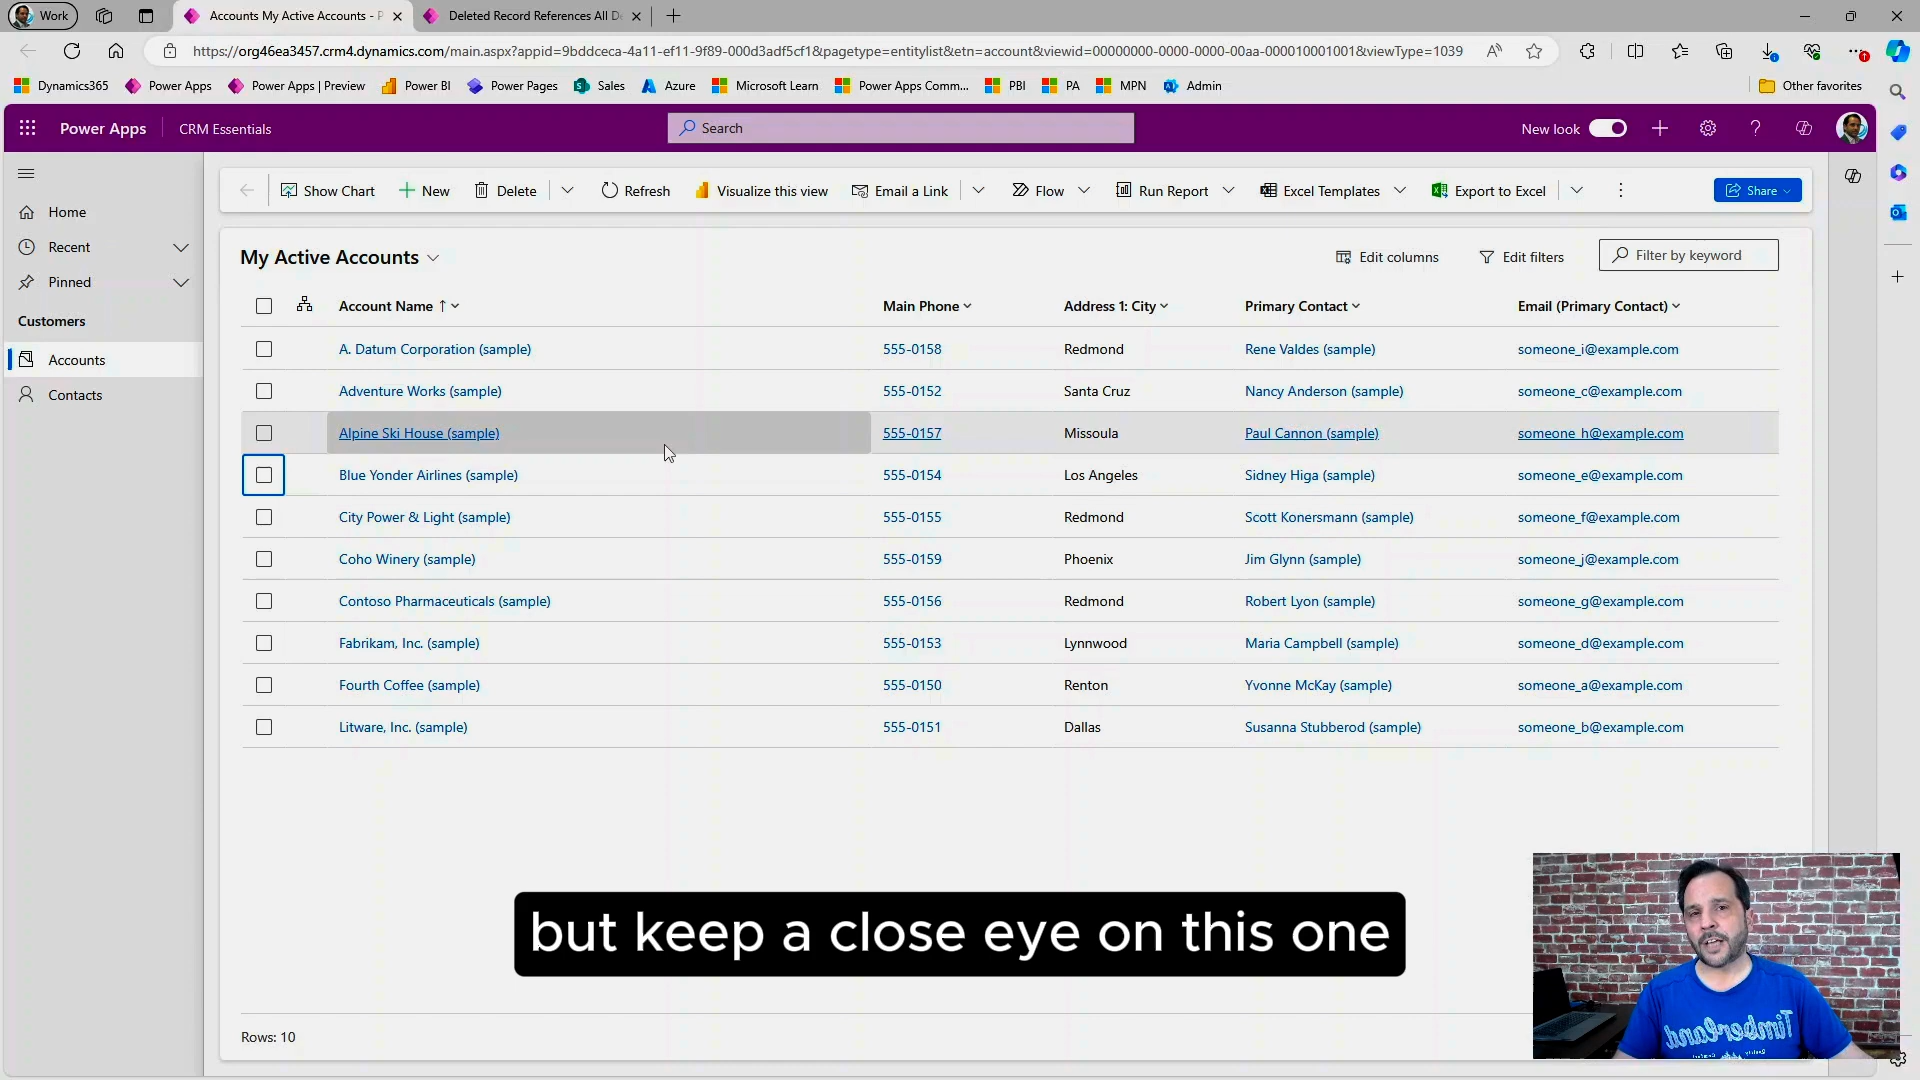 Work
Accounts My Active Accounts - P
Deleted Record References All De
https://org46ea3457.crm4.dynamics.com/main.aspx?appid=9bddceca-4a11-ef11-9f89-000d3adf5cf1&pagetype=entitylist&etn=account&viewid=00000000-0000-0000-00aa-000010001001&viewType=1039
Dynamics365 Power Apps Power Apps | Preview Power BI Power Pages Sales Azure Microsoft Learn Power Apps Comm... PBI PA MPN Admin Other favorites
Power Apps CRM Essentials Search New look
Show Chart New Delete Refresh Visualize this view Email a Link Flow Run Report Excel Templates Export to Excel Share
Home
Recent
Pinned
Customers
Accounts
Contacts
My Active Accounts Edit columns Edit filters Filter by keyword
Account Name ↑ Main Phone Address 1: City Primary Contact Email (Primary Contact)
A. Datum Corporation (sample) 555-0158 Redmond Rene Valdes (sample) someone_i@example.com
Adventure Works (sample) 555-0152 Santa Cruz Nancy Anderson (sample) someone_c@example.com
Alpine Ski House (sample) 555-0157 Missoula Paul Cannon (sample) someone_h@example.com
Blue Yonder Airlines (sample) 555-0154 Los Angeles Sidney Higa (sample) someone_e@example.com
City Power & Light (sample) 555-0155 Redmond Scott Konersmann (sample) someone_f@example.com
Coho Winery (sample) 555-0159 Phoenix Jim Glynn (sample) someone_j@example.com
Contoso Pharmaceuticals (sample) 555-0156 Redmond Robert Lyon (sample) someone_g@example.com
Fabrikam, Inc. (sample) 555-0153 Lynnwood Maria Campbell (sample) someone_d@example.com
Fourth Coffee (sample) 555-0150 Renton Yvonne McKay (sample) someone_a@example.com
Litware, Inc. (sample) 555-0151 Dallas Susanna Stubberod (sample) someone_b@example.com
but keep a close eye on this one
Timberland
Rows: 10